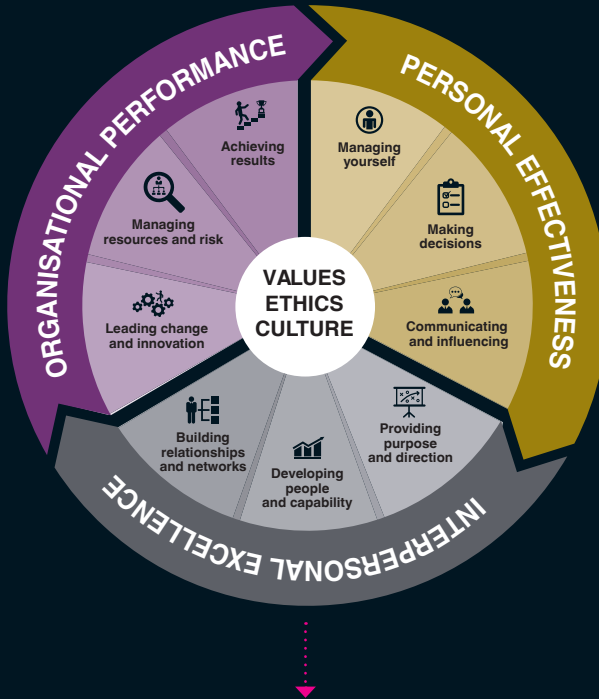 ORGANISATIONAL PERFORMANCE
PERSONAL EFFECTIVENESS
INTERPERSONAL EXCELLENCE
VALUES
ETHICS
CULTURE
Managing
yourself
Making
decisions
Communicating
and influencing
Providing
purpose
and direction
Developing
people
and capability
Building
relationships
and networks
Leading change
and innovation
Managing
resources and risk
Achieving
results